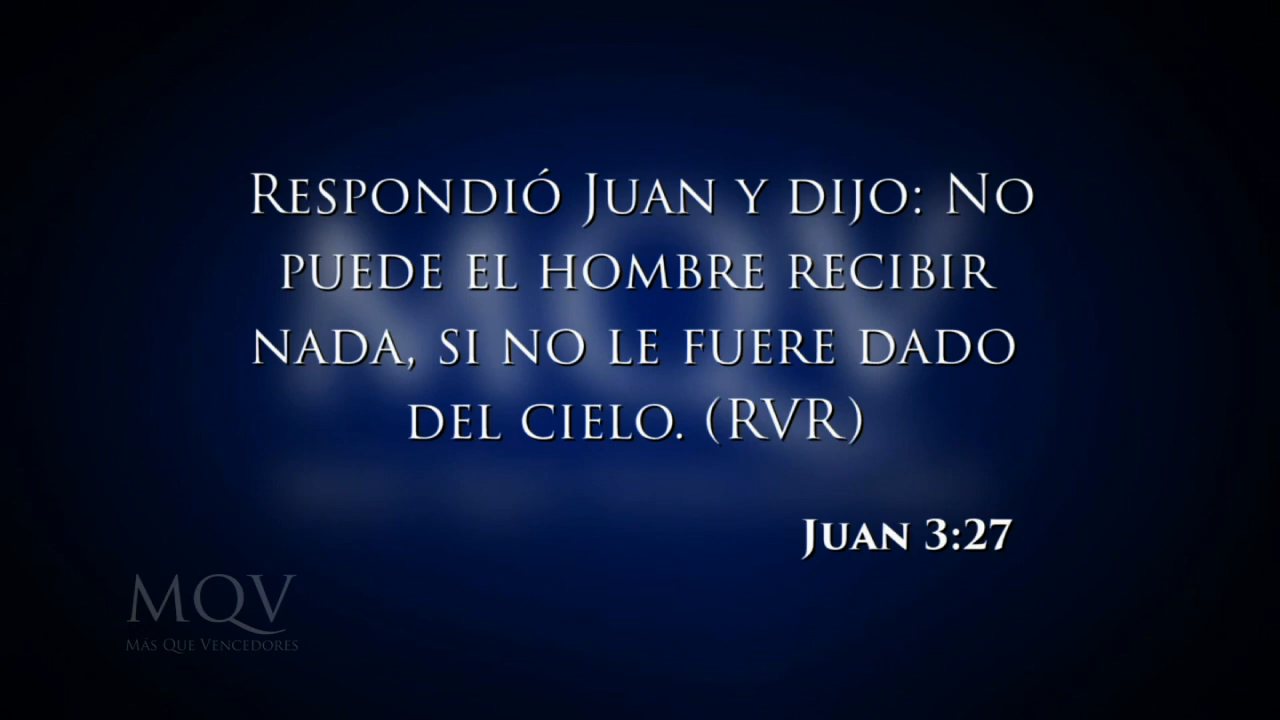 Respondió Juan y dijo: No
puede el hombre recibir
nada, si no le fuere dado
del cielo. (RVR)
Juan 3:27
MQV
Más Que Vencedores